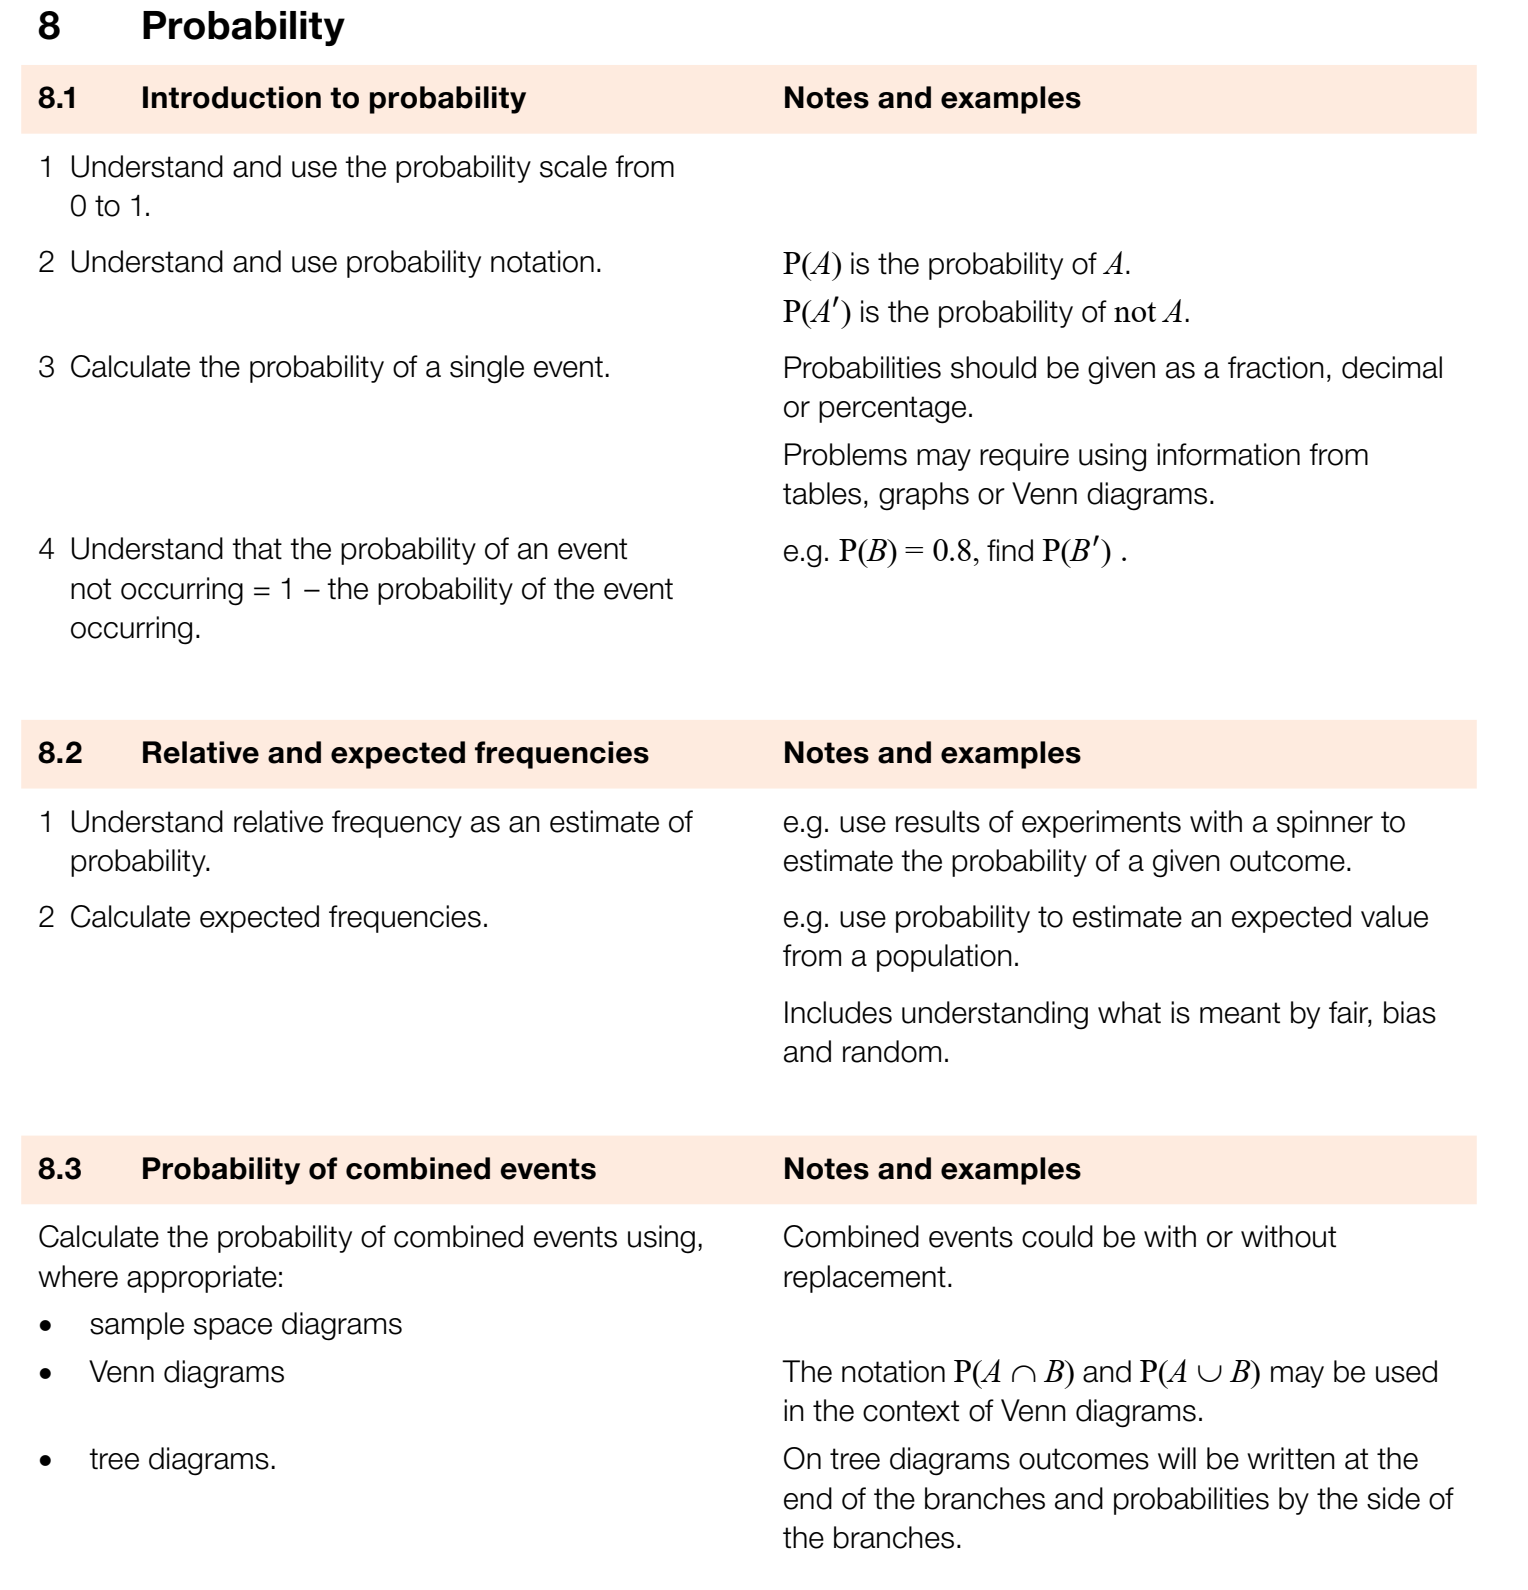 8 Probability
8.1 Introduction to probability Notes and examples
1 Understand and use the probability scale from
0 to 1.
2 Understand and use probability notation. P(A) is the probability of A.
P(A′) is the probability of not A.
3 Calculate the probability of a single event. Probabilities should be given as a fraction, decimal
or percentage.
Problems may require using information from
tables, graphs or Venn diagrams.
4 Understand that the probability of an event e.g. P(B) = 0.8, find P(B′) .
not occurring = 1 – the probability of the event
occurring.
8.2 Relative and expected frequencies Notes and examples
1 Understand relative frequency as an estimate of e.g. use results of experiments with a spinner to
probability. estimate the probability of a given outcome.
2 Calculate expected frequencies. e.g. use probability to estimate an expected value
from a population.
Includes understanding what is meant by fair, bias
and random.
8.3 Probability of combined events Notes and examples
Calculate the probability of combined events using, Combined events could be with or without
where appropriate: replacement.
• sample space diagrams
• Venn diagrams The notation P(A ∩ B) and P(A ∪ B) may be used
in the context of Venn diagrams.
• tree diagrams. On tree diagrams outcomes will be written at the
end of the branches and probabilities by the side of
the branches.